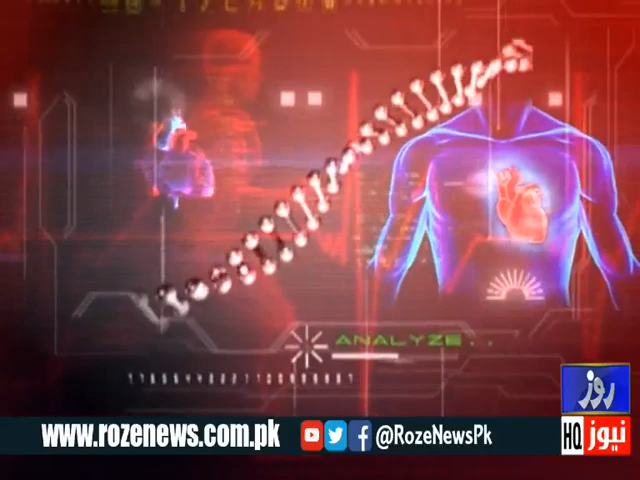 ANALYZE..
روز
HQ نیوز
www.rozenews.com.pk @RozeNewsPk